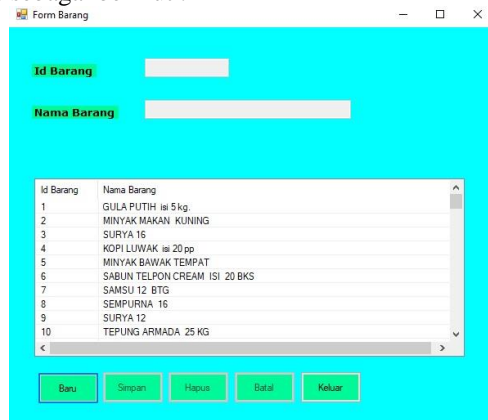 Form Barang
Id Barang
Nama Barang
Id Barang Nama Barang
1 GULA PUTIH isi 5 kg.
2 MINYAK MAKAN KUNING
3 SURYA 16
4 KOPI LUWAK isi 20 pp
5 MINYAK BAWAK TEMPAT
6 SABUN TELPON CREAM ISI 20 BKS
7 SAMSU 12 BTG
8 SEMPURNA 16
9 SURYA 12
10 TEPUNG ARMADA 25 KG
Baru Simpan Hapus Batal Keluar